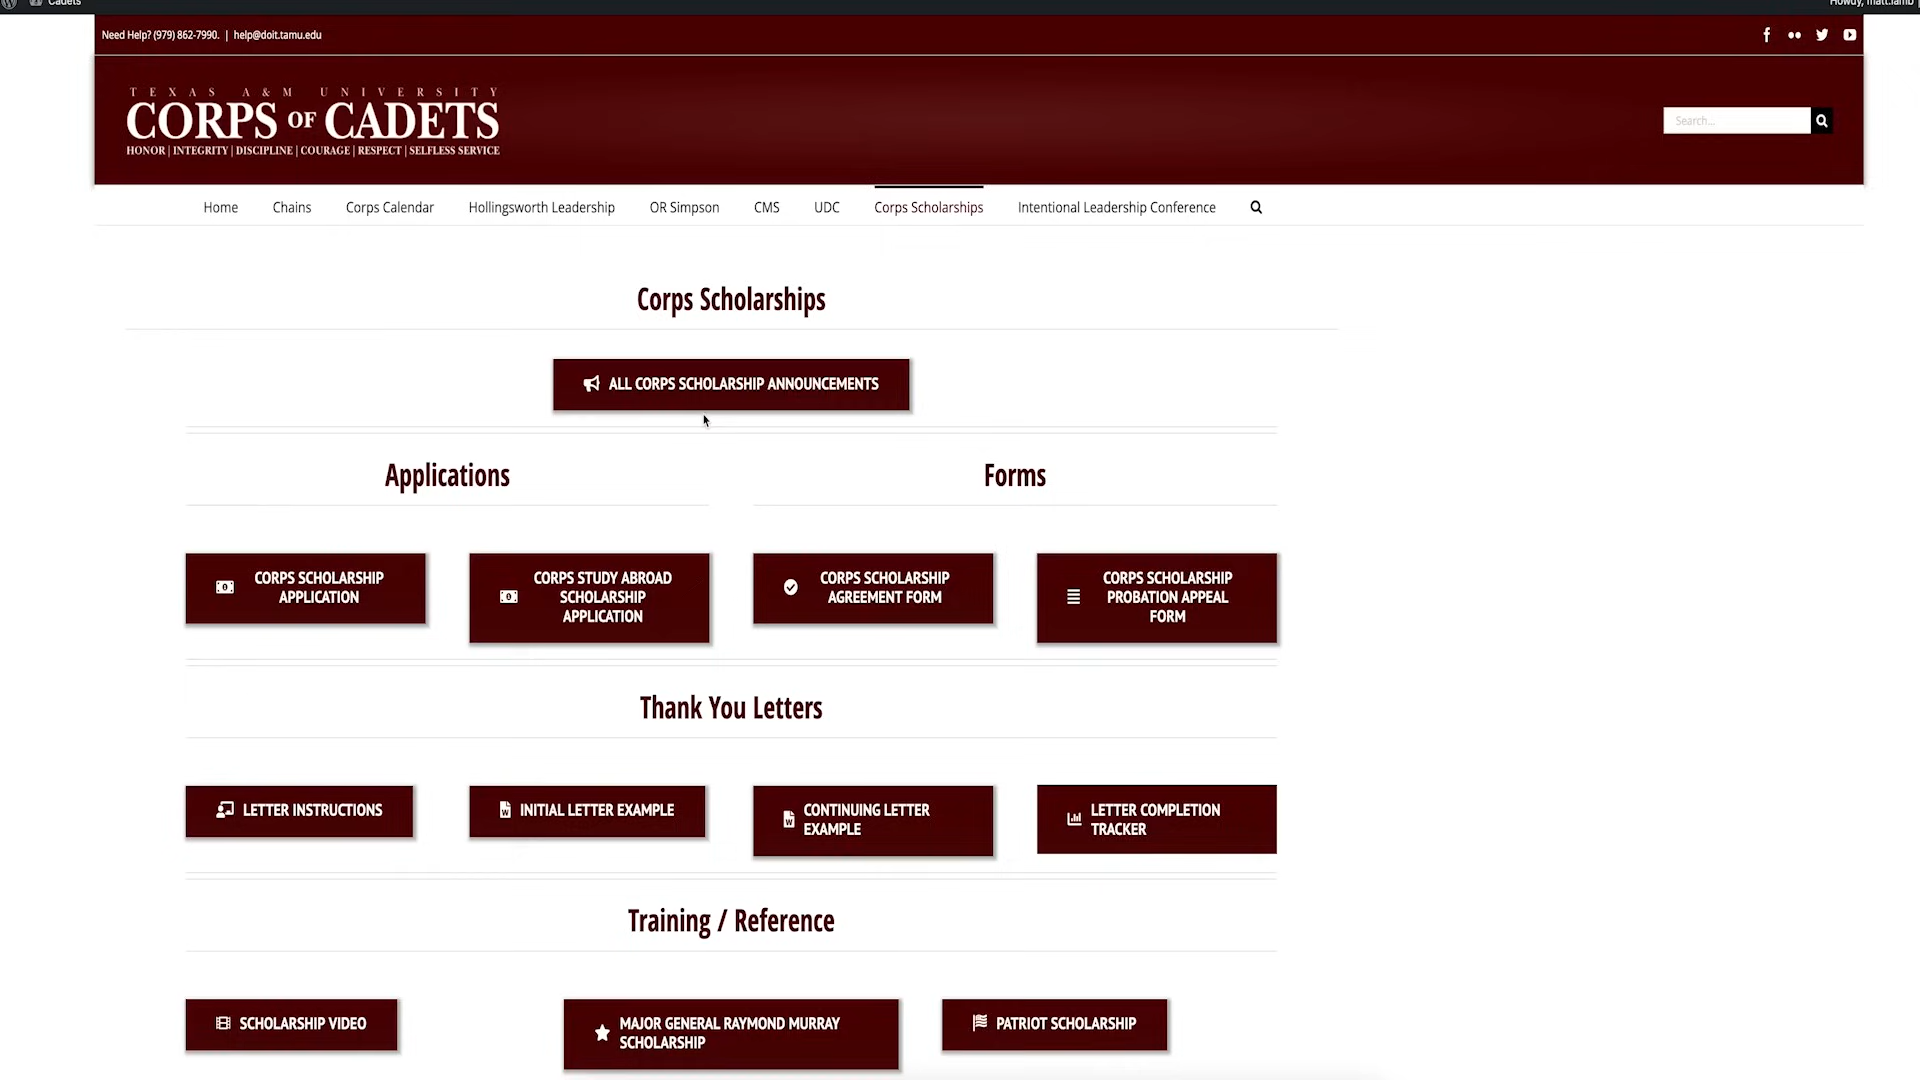 Cadets
Howdy, matt.lamb
Need Help? (979) 862-7990. | help@doit.tamu.edu
TEXAS A&M UNIVERSITY
CORPS OF CADETS
HONOR | INTEGRITY | DISCIPLINE | COURAGE | RESPECT | SELFLESS SERVICE
Search...
Home Chains Corps Calendar Hollingsworth Leadership OR Simpson CMS UDC Corps Scholarships Intentional Leadership Conference
Corps Scholarships
ALL CORPS SCHOLARSHIP ANNOUNCEMENTS
Applications
Forms
CORPS SCHOLARSHIP
APPLICATION
CORPS STUDY ABROAD
SCHOLARSHIP
APPLICATION
CORPS SCHOLARSHIP
AGREEMENT FORM
CORPS SCHOLARSHIP
PROBATION APPEAL
FORM
Thank You Letters
LETTER INSTRUCTIONS
INITIAL LETTER EXAMPLE
CONTINUING LETTER
EXAMPLE
LETTER COMPLETION
TRACKER
Training / Reference
SCHOLARSHIP VIDEO
MAJOR GENERAL RAYMOND MURRAY
SCHOLARSHIP
PATRIOT SCHOLARSHIP